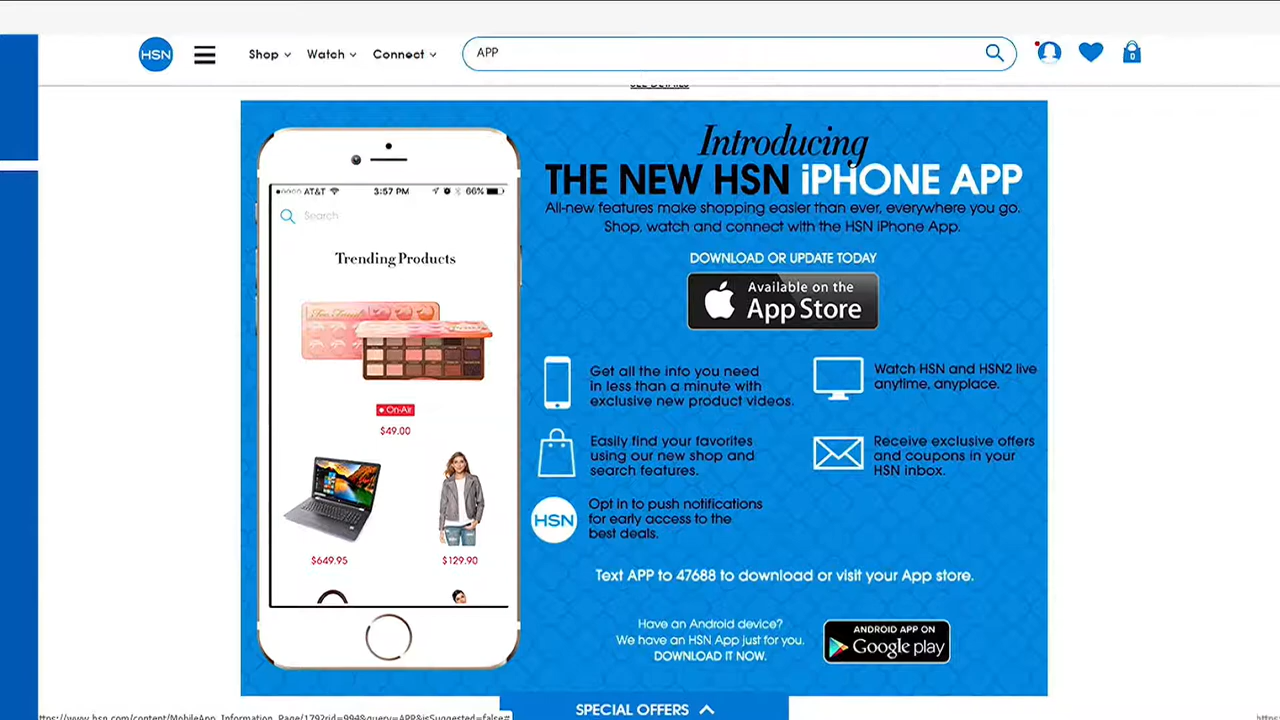 HSN
Shop
Watch
Connect
APP
0
SEE DETAILS
AT&T
3:57 PM
66%
Search
Trending Products
Too Faced
On-Air
$49.00
$649.95
$129.90
Introducing
THE NEW HSN iPHONE APP
All-new features make shopping easier than ever, everywhere you go.
Shop, watch and connect with the HSN iPhone App.
DOWNLOAD OR UPDATE TODAY
Available on the
App Store
Get all the info you need
in less than a minute with
exclusive new product videos.
Watch HSN and HSN2 live
anytime, anyplace.
Easily find your favorites
using our new shop and
search features.
Receive exclusive offers
and coupons in your
HSN inbox.
HSN
Opt in to push notifications
for early access to the
best deals.
Text APP to 47688 to download or visit your App store.
Have an Android device?
We have an HSN App just for you.
DOWNLOAD IT NOW.
ANDROID APP ON
Google play
SPECIAL OFFERS